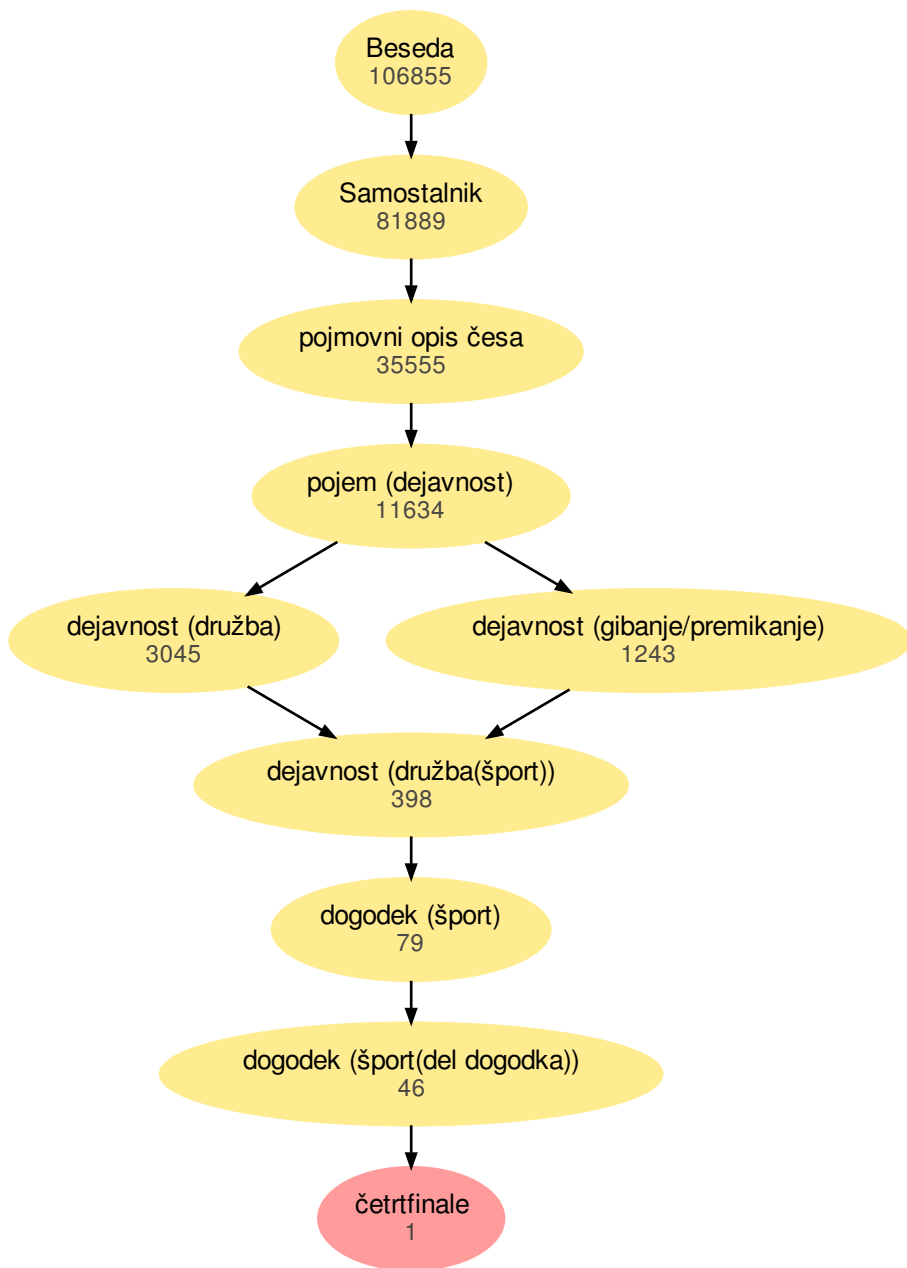 Beseda
106855
Samostalnik
81889
pojmovni opis česa
35555
pojem (dejavnost)
11634
dejavnost (družba)
3045
dejavnost (gibanje/premikanje)
1243
dejavnost (družba(šport))
398
dogodek (šport)
79
dogodek (šport(del dogodka))
46
četrtfinale
1